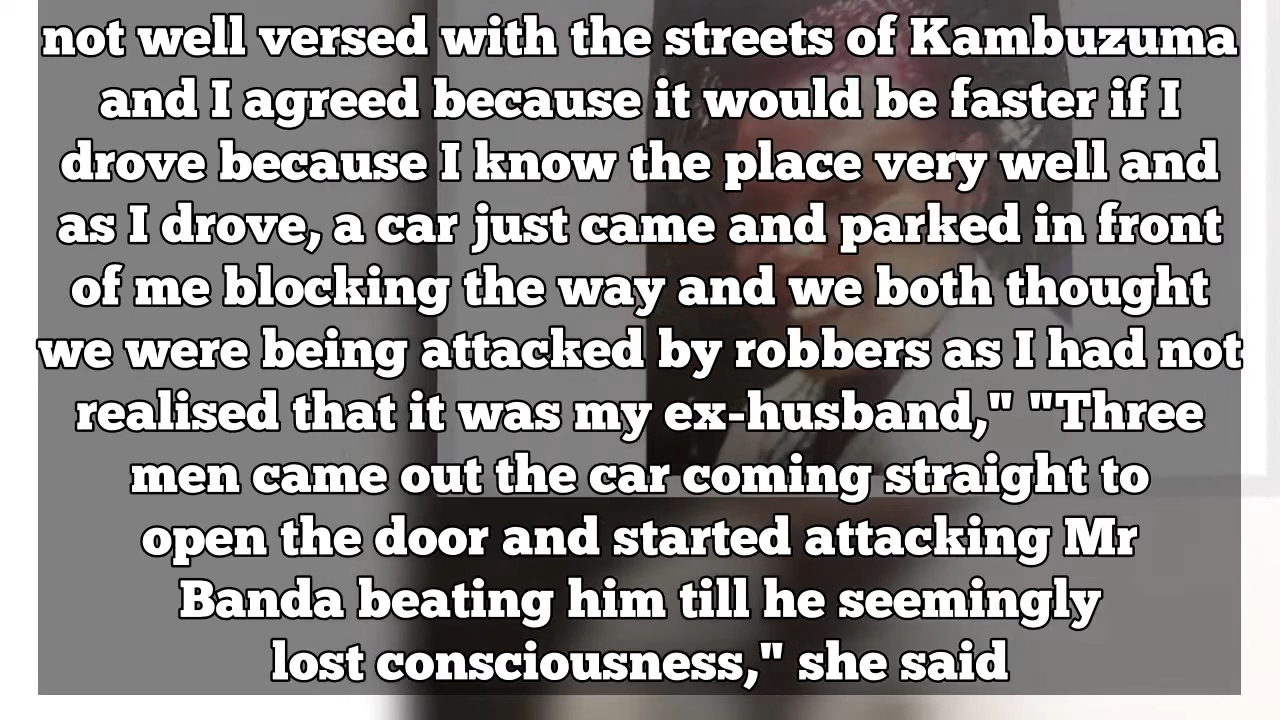 not well versed with the streets of Kambuzuma
and I agreed because it would be faster if I
drove because I know the place very well and
as I drove, a car just came and parked in front
of me blocking the way and we both thought
we were being attacked by robbers as I had not
realised that it was my ex-husband," "Three
men came out the car coming straight to
open the door and started attacking Mr
Banda beating him till he seemingly
lost consciousness," she said